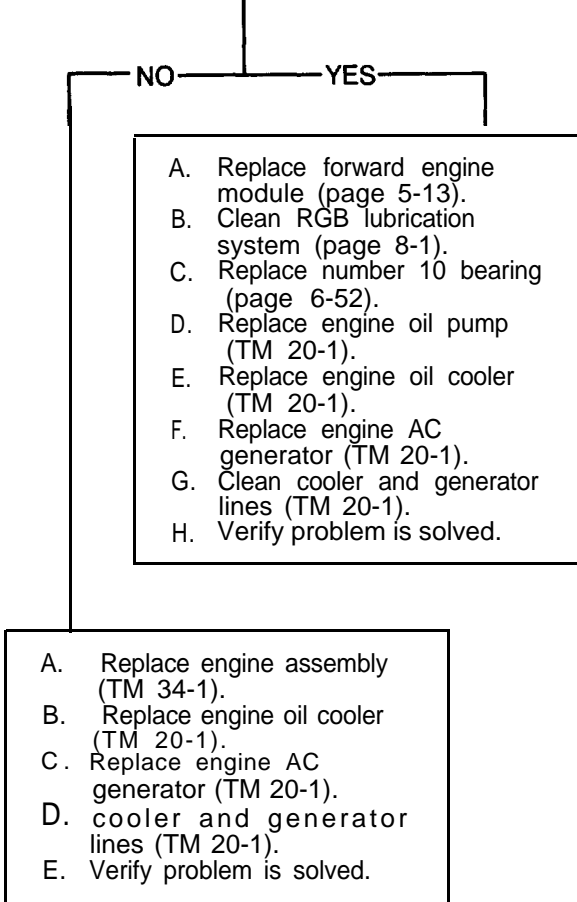 NO YES
A. Replace forward engine
module (page 5-13).
B. Clean RGB lubrication
system (page 8-1).
C. Replace number 10 bearing
(page 6-52).
D. Replace engine oil pump
(TM 20-1).
E. Replace engine oil cooler
(TM 20-1).
F. Replace engine AC
generator (TM 20-1).
G. Clean cooler and generator
lines (TM 20-1).
H. Verify problem is solved.
A. Replace engine assembly
(TM 34-1).
B. Replace engine oil cooler
(TM 20-1).
C. Replace engine AC
generator (TM 20-1).
D. cooler and generator
lines (TM 20-1).
E. Verify problem is solved.